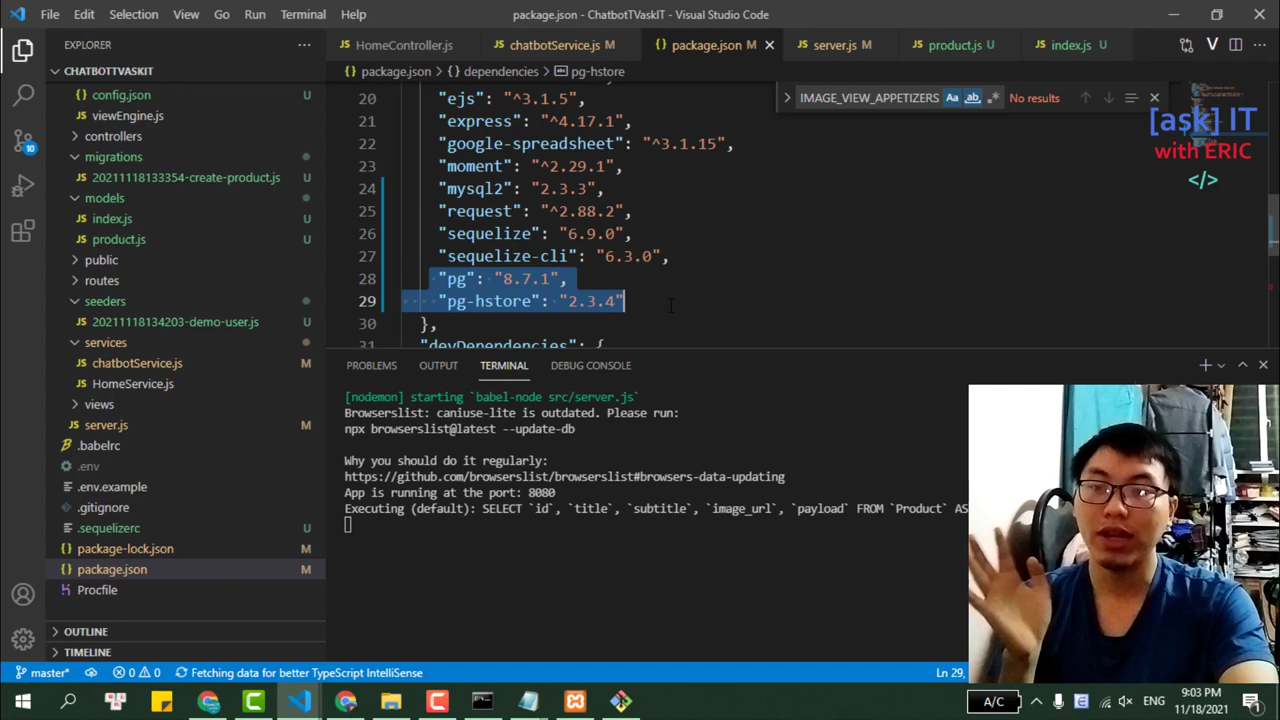 File Edit Selection View Go Run Terminal Help
package.json - ChatbotTVaskIT - Visual Studio Code
EXPLORER
CHATBOTTVASKIT
config.json
viewEngine.js
controllers
migrations
20211118133354-create-product.js U
models
index.js U
product.js U
public
routes
seeders
20211118134203-demo-user.js U
services
chatbotService.js M
HomeService.js
views
server.js M
.babelrc
.env
.env.example
.gitignore
.sequelizerc
package-lock.json M
package.json M
Procfile
OUTLINE
TIMELINE
HomeController.js chatbotService.js M package.json M server.js M product.js U index.js U
package.json > {} dependencies > pg-hstore
IMAGE_VIEW_APPETIZERS Aa ab No results
[ask] IT
with ERIC
</>
20 "ejs": "^3.1.5",
21 "express": "^4.17.1",
22 "google-spreadsheet": "^3.1.15",
23 "moment": "^2.29.1",
24 "mysql2": "2.3.3",
25 "request": "^2.88.2",
26 "sequelize": "6.9.0",
27 "sequelize-cli": "6.3.0",
28 "pg": "8.7.1",
29 "pg-hstore": "2.3.4"
30 },
31 "devDependencies": {
PROBLEMS OUTPUT TERMINAL DEBUG CONSOLE
[nodemon] starting `babel-node src/server.js`
Browserslist: caniuse-lite is outdated. Please run:
npx browserslist@latest --update-db
Why you should do it regularly:
https://github.com/browserslist/browserslist#browsers-data-updating
App is running at the port: 8080
Executing (default): SELECT `id`, `title`, `subtitle`, `image_url`, `payload` FROM `Product` AS
10
master* 0 0 Fetching data for better TypeScript IntelliSense
Ln 29,
A/C
ENG
9:03 PM
11/18/2021